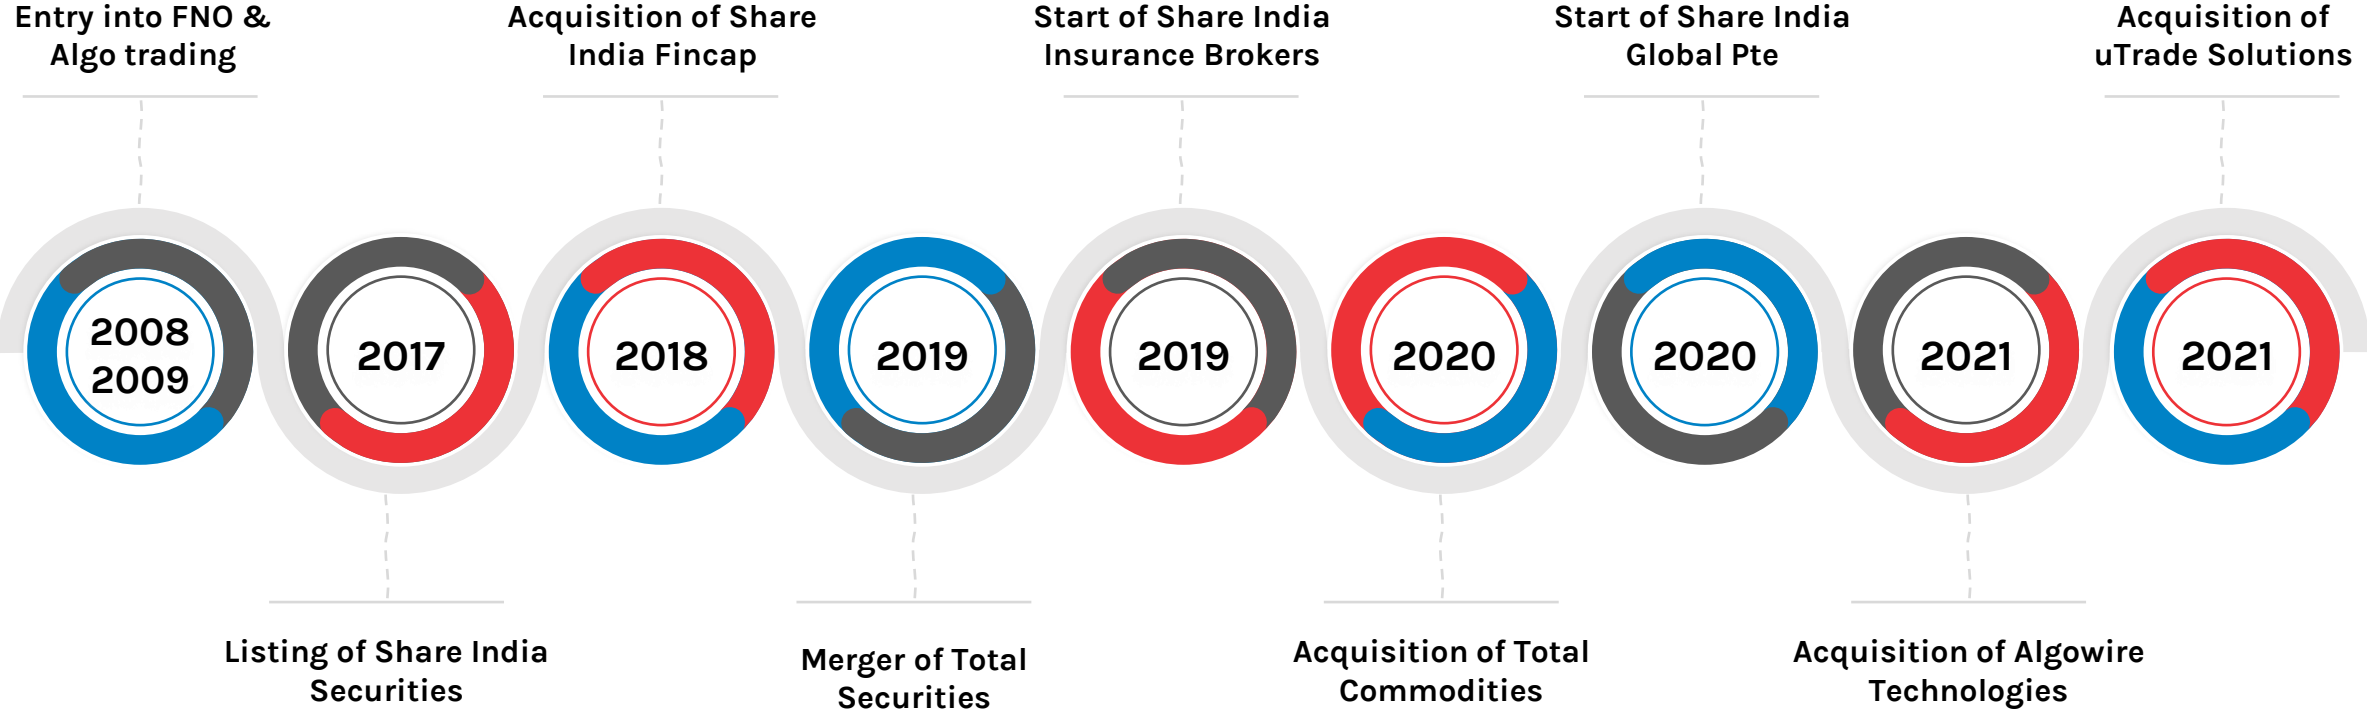 Entry into FNO &
Algo trading
Acquisition of Share
India Fincap
Start of Share India
Insurance Brokers
Start of Share India
Global Pte
Acquisition of
uTrade Solutions
2008
2009
2017
2018
2019
2019
2020
2020
2021
2021
Listing of Share India
Securities
Merger of Total
Securities
Acquisition of Total
Commodities
Acquisition of Algowire
Technologies